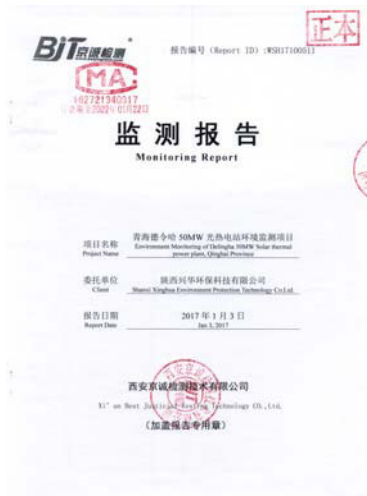 正本
BJT京诚检测
报告编号（Report ID）:WSH17100511
MA
162721340317
监 测 报 告
Monitoring Report
项目名称
Project Name
青海德令哈 50MW 光热电站环境监测项目
Environment Monitoring of Delingha 50MW Solar thermal
power plant, Qinghai Province
委托单位
Client
陕西兴华环保科技有限公司
Shanxi Xinghua Environment Protection Technology Co.Ltd.
报告日期
Report Date
2017 年 1 月 3 日
Jan 3, 2017
西安京诚检测技术有限公司
Xi' an Best Testing Technology CO.,Ltd.
（加盖报告专用章）